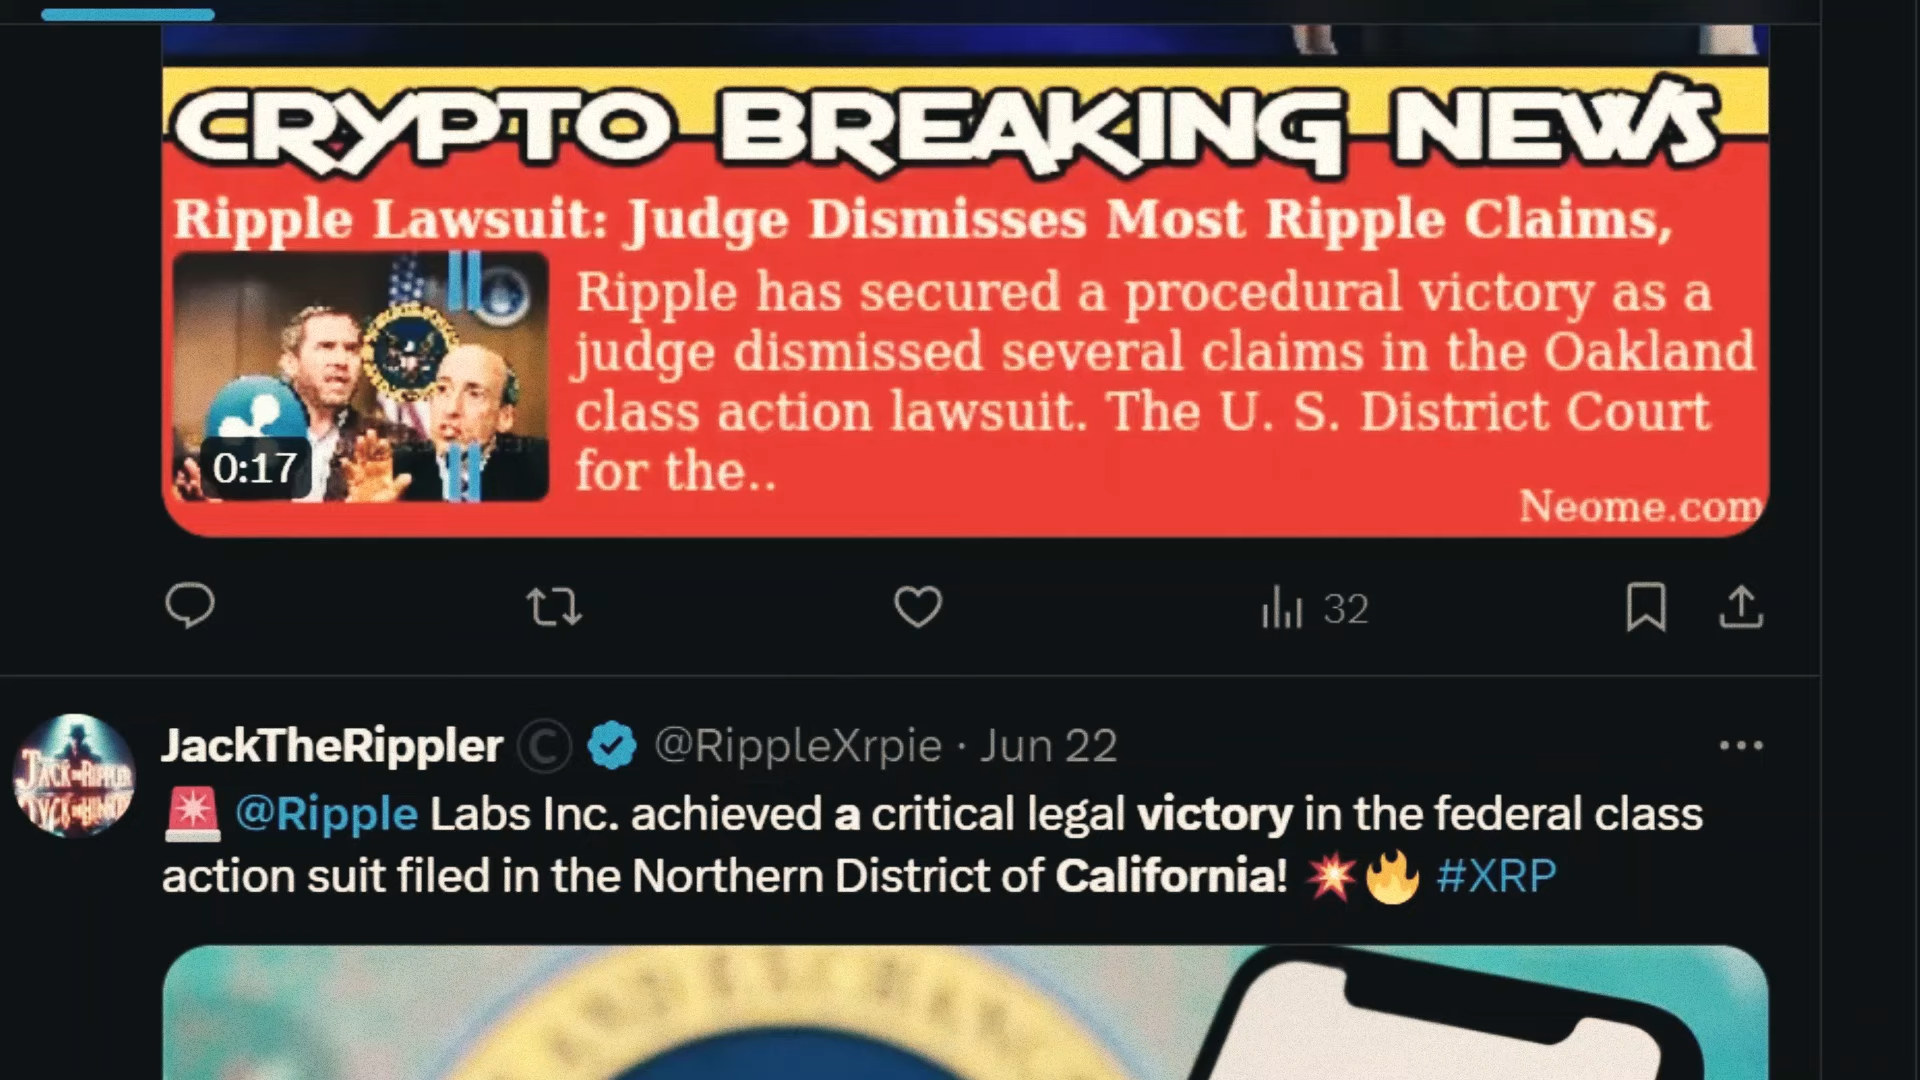 CRYPTO BREAKING NEWS
Ripple Lawsuit: Judge Dismisses Most Ripple Claims,
Ripple has secured a procedural victory as a
judge dismissed several claims in the Oakland
class action lawsuit. The U. S. District Court
for the..
0:17
Neome.com
32
JackTheRippler © @RippleXrpie · Jun 22
JACK THE RIPPLER
@Ripple Labs Inc. achieved a critical legal victory in the federal class
action suit filed in the Northern District of California! #XRP